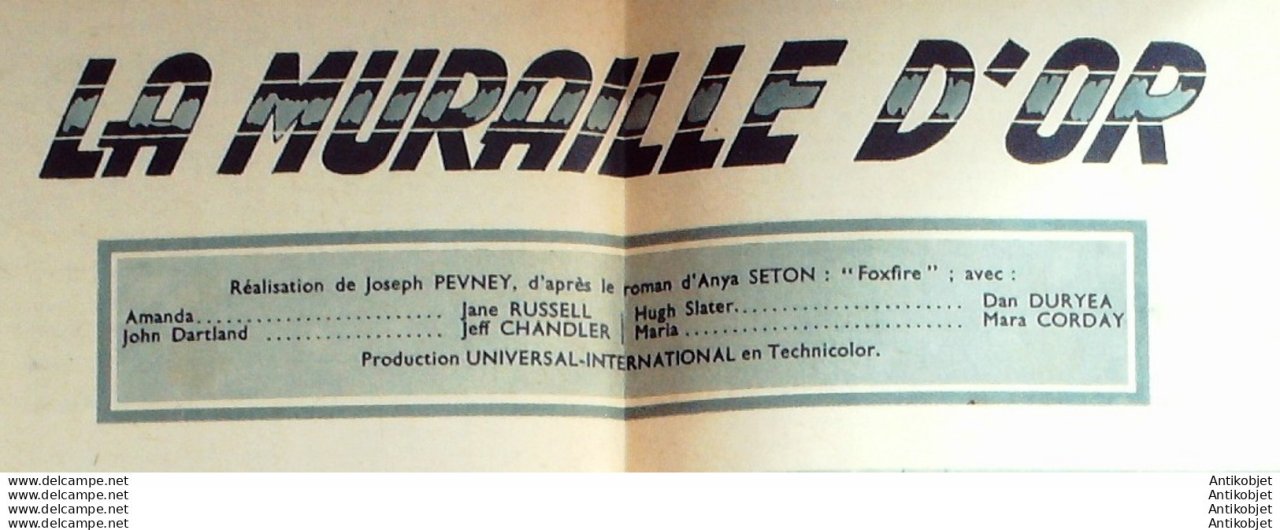 LA MURAILLE D'OR
Réalisation de Joseph PEVNEY, d'après le roman d'Anya SETON : "Foxfire" ; avec :
Amanda.......................... Jane RUSSELL
John Dartland .................. Jeff CHANDLER
Hugh Slater....................... Dan DURYEA
Maria............................ Mara CORDAY
Production UNIVERSAL-INTERNATIONAL en Technicolor.
www.delcampe.net
www.delcampe.net
www.delcampe.net
www.delcampe.net
Antikobjet
Antikobjet
Antikobjet
Antikobjet